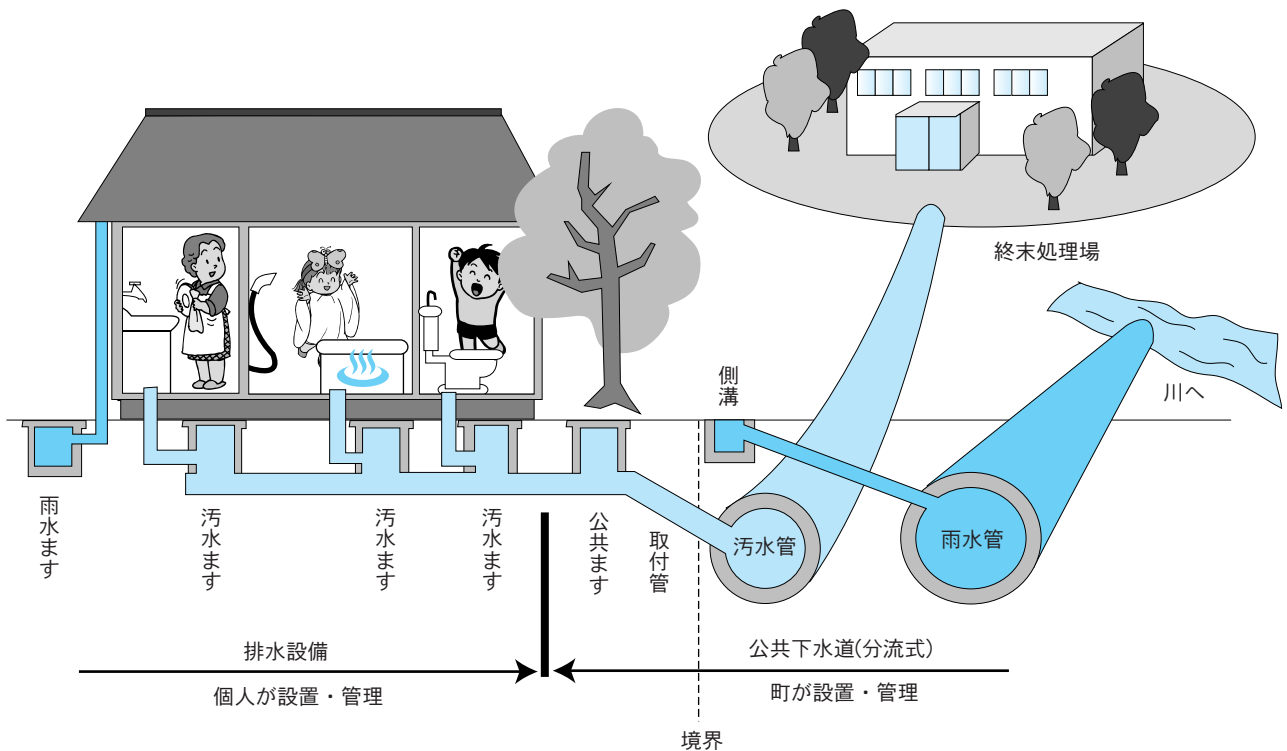 終末処理場
川へ
側溝
雨水ます
汚水ます
汚水ます
汚水ます
公共ます
取付管
汚水管
雨水管
排水設備
個人が設置・管理
公共下水道(分流式)
町が設置・管理
境界